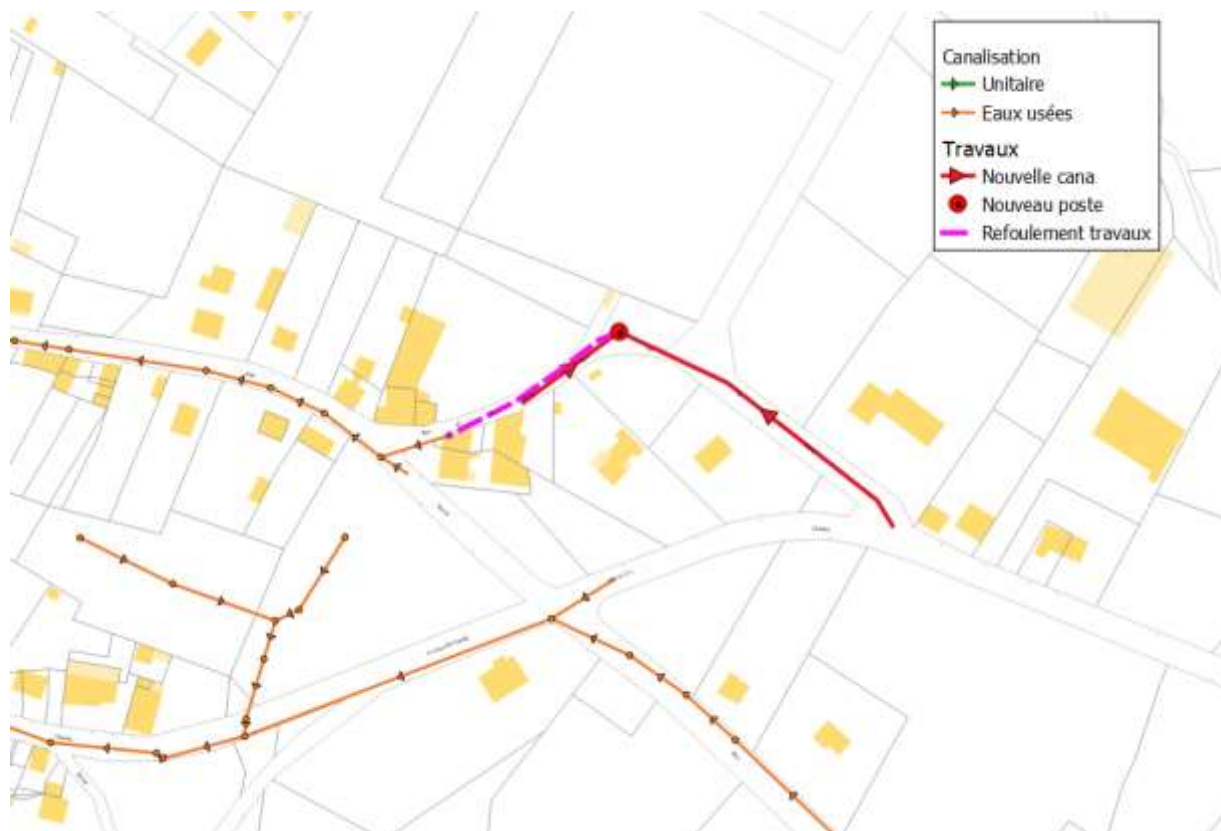 Canalisation
Unitaire
Eaux usées
Travaux
Nouvelle cana
Nouveau poste
Refoulement travaux